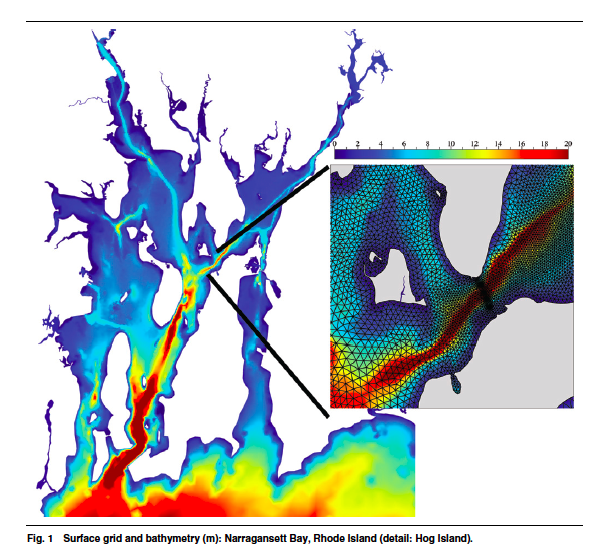 0 2 4 6 8 10 12 14 16 18 20
Fig. 1 Surface grid and bathymetry (m): Narragansett Bay, Rhode Island (detail: Hog Island).